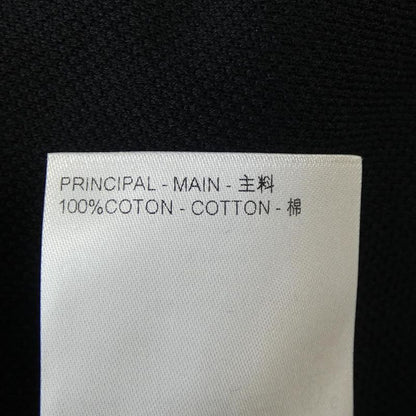 PRINCIPAL - MAIN - 主料
100%COTON - COTTON - 棉